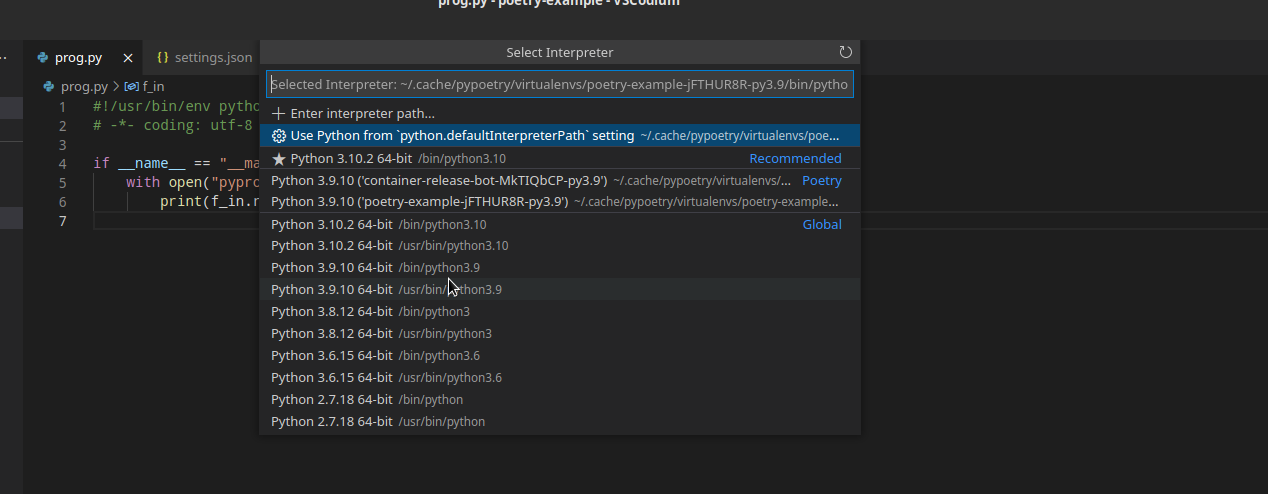 prog.py - poetry-example - VSCodium
prog.py
settings.json
prog.py > f_in
1 #!/usr/bin/env pytho
2 # -*- coding: utf-8
3
4 if __name__ == "__ma
5 with open("pypro
6 print(f_in.r
7
Select Interpreter
Selected Interpreter: ~/.cache/pypoetry/virtualenvs/poetry-example-jFTHUR8R-py3.9/bin/pytho
Enter interpreter path...
Use Python from `python.defaultInterpreterPath` setting ~/.cache/pypoetry/virtualenvs/poe...
Python 3.10.2 64-bit /bin/python3.10 Recommended
Python 3.9.10 ('container-release-bot-MkTIQbCP-py3.9') ~/.cache/pypoetry/virtualenvs/... Poetry
Python 3.9.10 ('poetry-example-jFTHUR8R-py3.9') ~/.cache/pypoetry/virtualenvs/poetry-example...
Python 3.10.2 64-bit /bin/python3.10 Global
Python 3.10.2 64-bit /usr/bin/python3.10
Python 3.9.10 64-bit /bin/python3.9
Python 3.9.10 64-bit /usr/bin/python3.9
Python 3.8.12 64-bit /bin/python3
Python 3.8.12 64-bit /usr/bin/python3
Python 3.6.15 64-bit /bin/python3.6
Python 3.6.15 64-bit /usr/bin/python3.6
Python 2.7.18 64-bit /bin/python
Python 2.7.18 64-bit /usr/bin/python